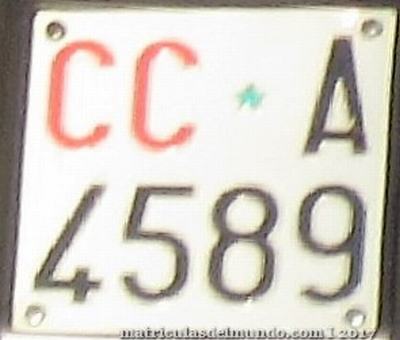 CC * A
4589
matriculasdelmundo.com | 2017